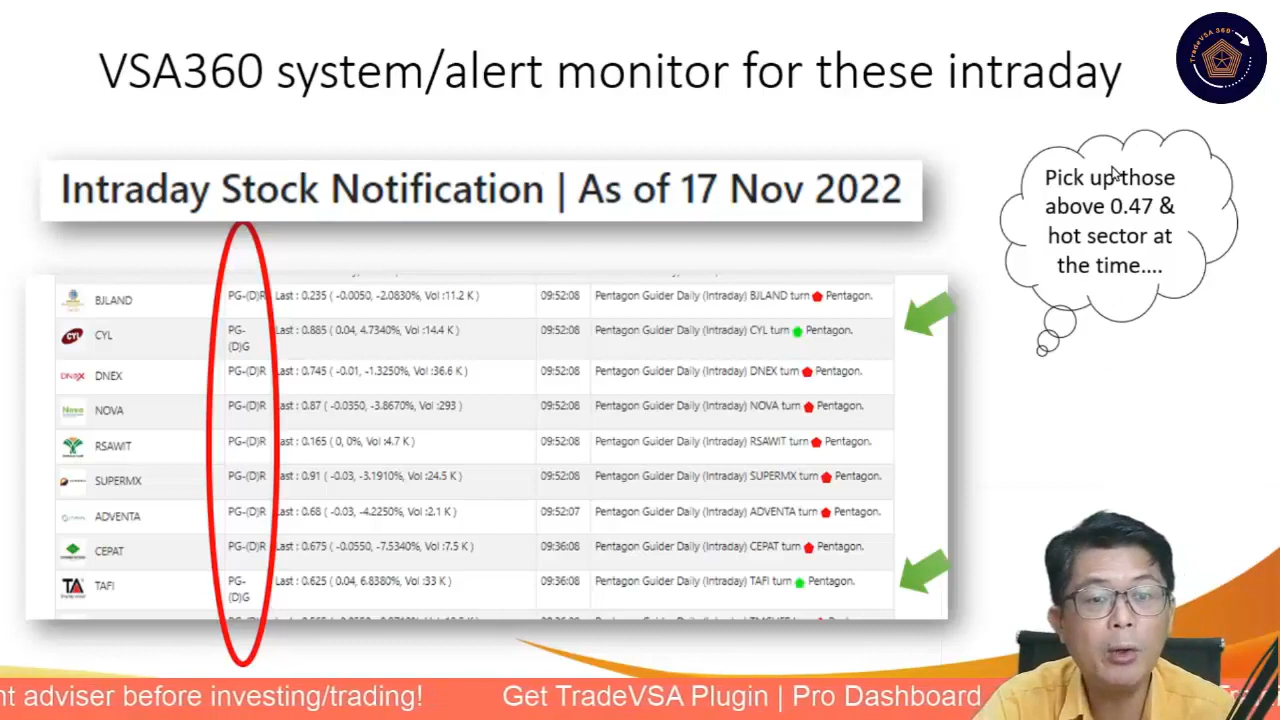 VSA360 system/alert monitor for these intraday
TradeVSA 360°
Intraday Stock Notification | As of 17 Nov 2022
Pick up those
above 0.47 &
hot sector at
the time....
BJLAND PG-(D)R Last : 0.235 ( -0.0050, -2.0830%, Vol :11.2 K ) 09:52:08 Pentagon Guider Daily (Intraday) BJLAND turn Pentagon.
CYL PG-(D)G Last : 0.885 ( 0.04, 4.7340%, Vol :14.4 K ) 09:52:08 Pentagon Guider Daily (Intraday) CYL turn Pentagon.
DNEX DNEX PG-(D)R Last : 0.745 ( -0.01, -1.3250%, Vol :36.6 K ) 09:52:08 Pentagon Guider Daily (Intraday) DNEX turn Pentagon.
Nova NOVA PG-(D)R Last : 0.87 ( -0.0350, -3.8670%, Vol :293 ) 09:52:08 Pentagon Guider Daily (Intraday) NOVA turn Pentagon.
RSAWIT PG-(D)R Last : 0.165 ( 0, 0%, Vol :4.7 K ) 09:52:08 Pentagon Guider Daily (Intraday) RSAWIT turn Pentagon.
SUPERMX PG-(D)R Last : 0.91 ( -0.03, -3.1910%, Vol :24.5 K ) 09:52:08 Pentagon Guider Daily (Intraday) SUPERMX turn Pentagon.
ADVENTA PG-(D)R Last : 0.68 ( -0.03, -4.2250%, Vol :2.1 K ) 09:52:07 Pentagon Guider Daily (Intraday) ADVENTA turn Pentagon.
CEPAT PG-(D)R Last : 0.675 ( -0.0550, -7.5340%, Vol :7.5 K ) 09:36:08 Pentagon Guider Daily (Intraday) CEPAT turn Pentagon.
TA TAFI PG-(D)G Last : 0.625 ( 0.04, 6.8380%, Vol :33 K ) 09:36:08 Pentagon Guider Daily (Intraday) TAFI turn Pentagon.
nt adviser before investing/trading! Get TradeVSA Plugin | Pro Dashboard